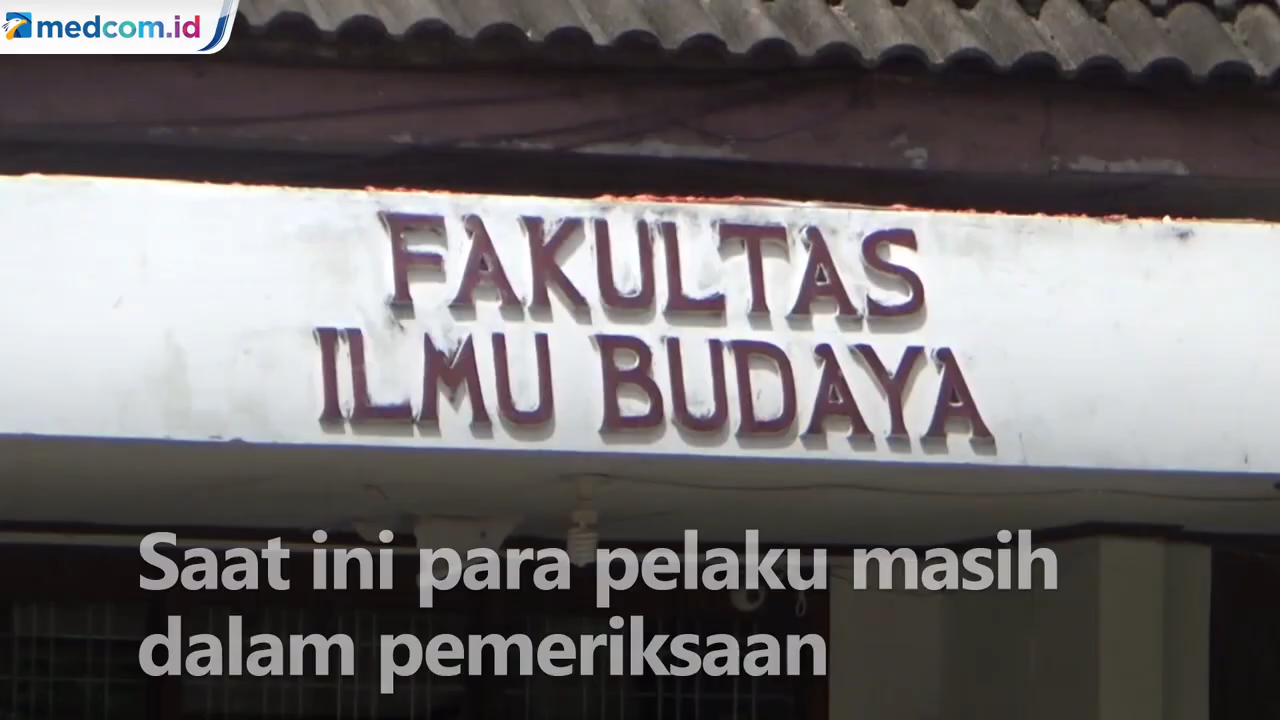 medcom.id
FAKULTAS
ILMU BUDAYA
Saat ini para pelaku masih
dalam pemeriksaan